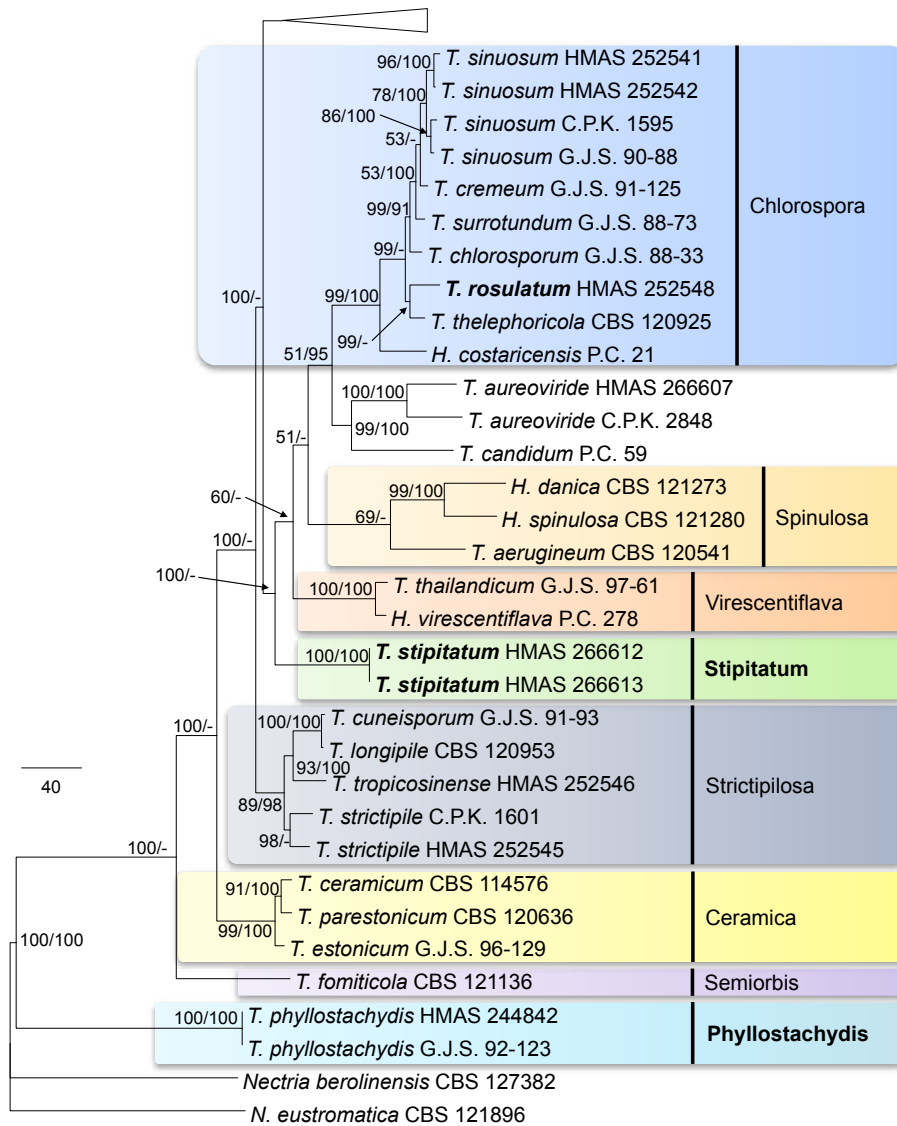 96/100
T. sinuosum HMAS 252541
78/100
T. sinuosum HMAS 252542
86/100
T. sinuosum C.P.K. 1595
53/-
T. sinuosum G.J.S. 90-88
53/100
T. cremeum G.J.S. 91-125
Chlorospora
99/91
T. surrotundum G.J.S. 88-73
99/-
T. chlorosporum G.J.S. 88-33
100/-
99/100
T. rosulatum HMAS 252548
T. thelephoricola CBS 120925
99/-
51/95
H. costaricensis P.C. 21
100/100
T. aureoviride HMAS 266607
T. aureoviride C.P.K. 2848
99/100
51/-
T. candidum P.C. 59
99/100
H. danica CBS 121273
60/-
69/-
H. spinulosa CBS 121280
Spinulosa
100/-
T. aerugineum CBS 120541
100/-
100/100
T. thailandicum G.J.S. 97-61
Virescentiflava
H. virescentiflava P.C. 278
100/100
T. stipitatum HMAS 266612
Stipitatum
T. stipitatum HMAS 266613
100/100
T. cuneisporum G.J.S. 91-93
T. longipile CBS 120953
93/100
40
T. tropicosinense HMAS 252546
Strictipilosa
89/98
T. strictipile C.P.K. 1601
98/-
100/-
T. strictipile HMAS 252545
91/100
T. ceramicum CBS 114576
T. parestonicum CBS 120636
Ceramica
99/100
100/100
T. estonicum G.J.S. 96-129
T. fomiticola CBS 121136
Semiorbis
100/100
T. phyllostachydis HMAS 244842
Phyllostachydis
T. phyllostachydis G.J.S. 92-123
Nectria berolinensis CBS 127382
N. eustromatica CBS 121896